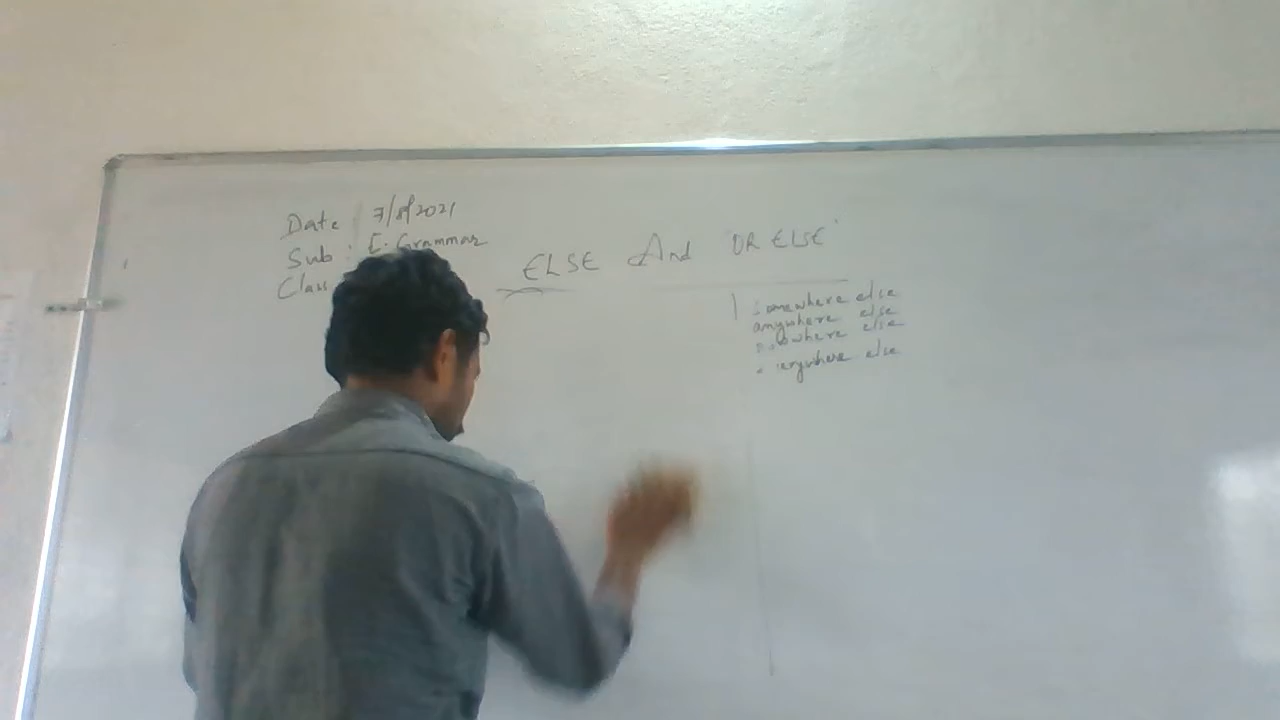 Date : 7/8/2021
Sub : E. Grammar
Class
ELSE And 'OR ELSE'
somewhere else
anywhere else
nowhere else
everywhere else